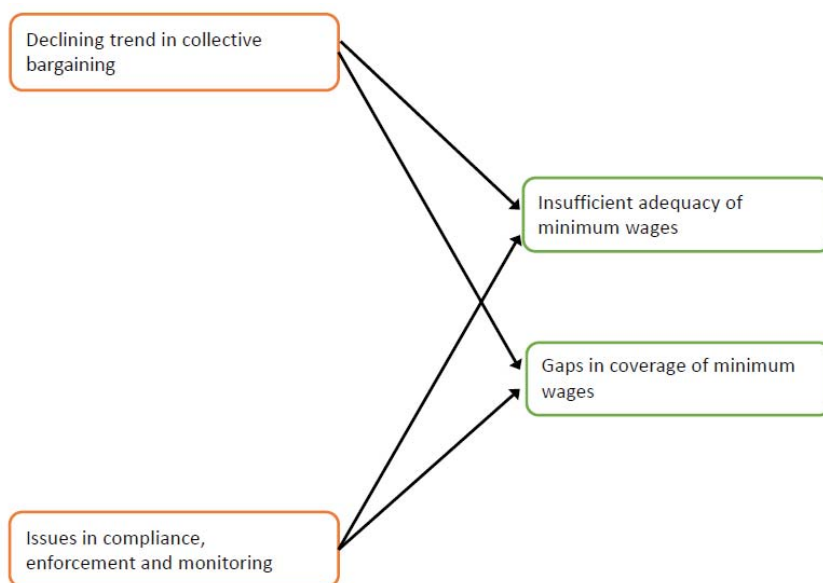 Declining trend in collective
bargaining
Insufficient adequacy of
minimum wages
Gaps in coverage of minimum
wages
Issues in compliance,
enforcement and monitoring